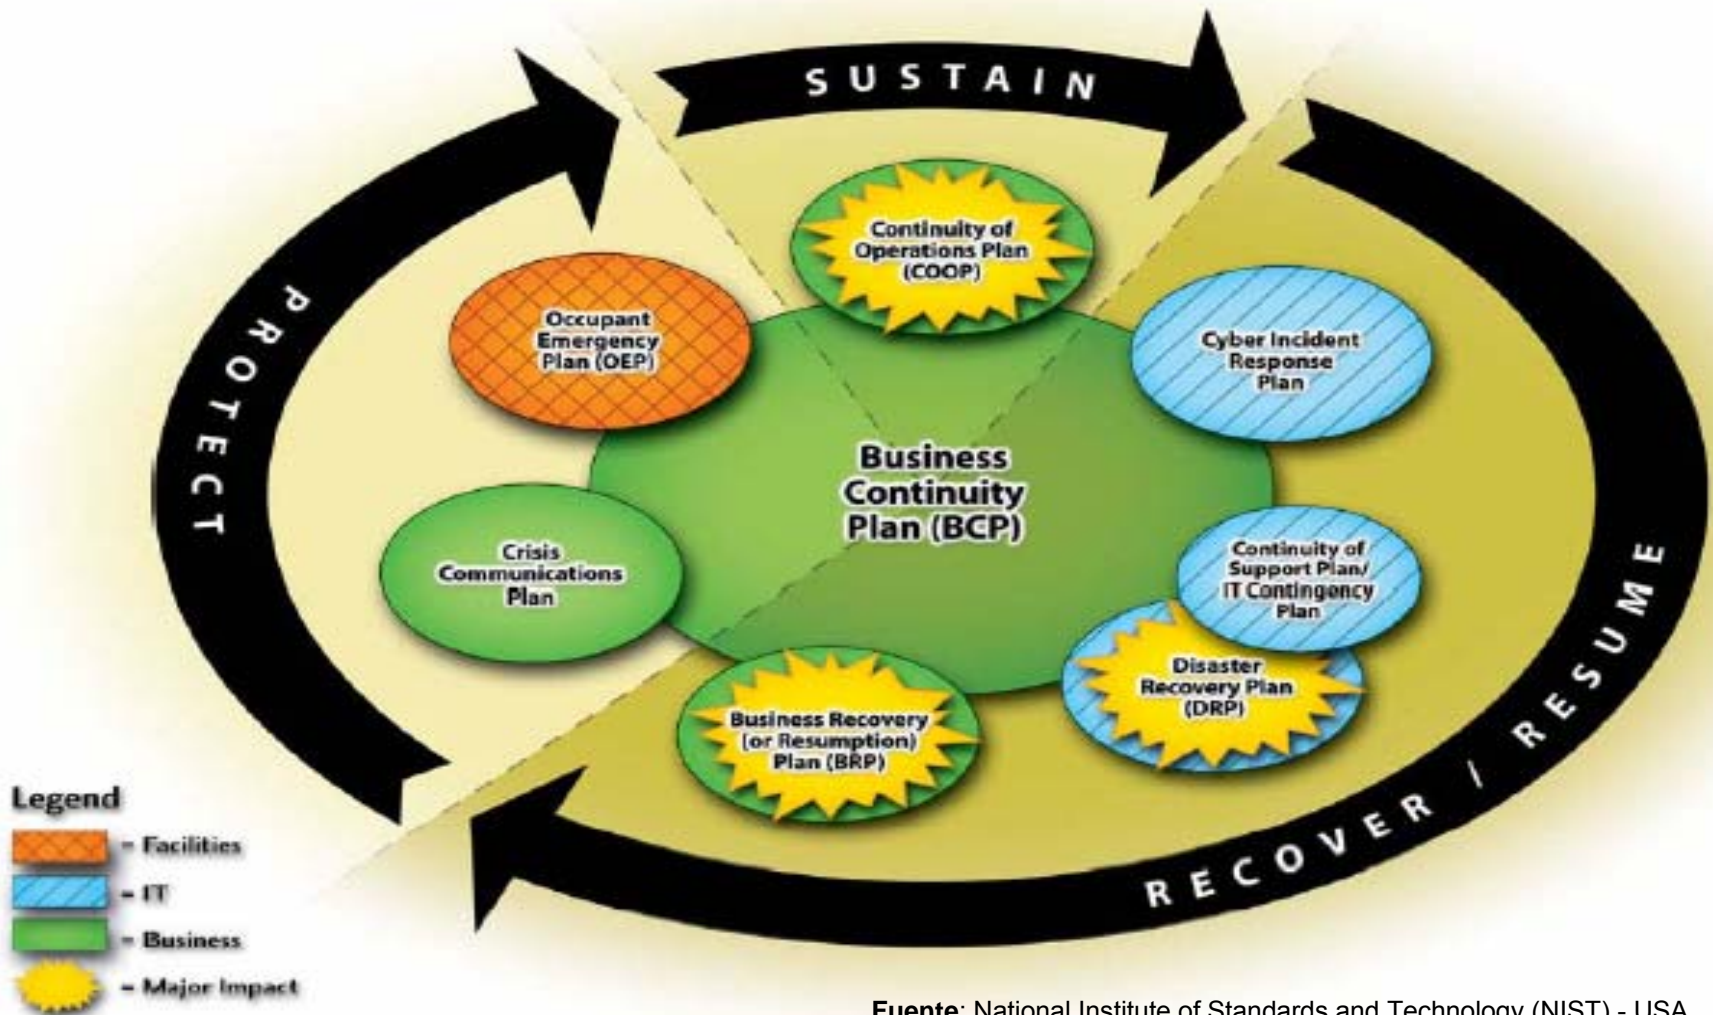 SUSTAIN
PROTECT
RECOVER / RESUME
Continuity of
Operations Plan
(COOP)
Occupant
Emergency
Plan (OEP)
Cyber Incident
Response
Plan
Business
Continuity
Plan (BCP)
Crisis
Communications
Plan
Continuity of
Support Plan/
IT Contingency
Plan
Disaster
Recovery Plan
(DRP)
Business Recovery
(or Resumption)
Plan (BRP)
Legend
= Facilities
= IT
= Business
= Major Impact
Fuente: National Institute of Standards and Technology (NIST) - USA